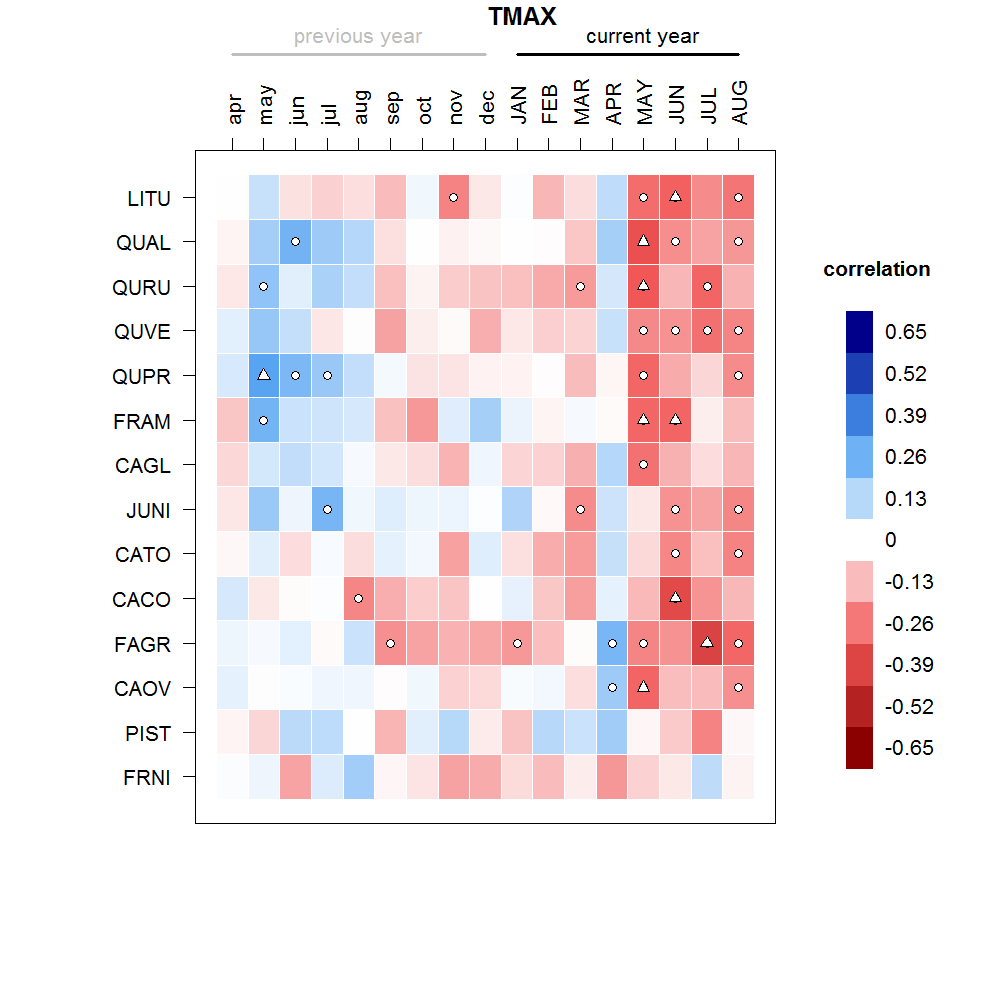 TMAX
previous year current year
apr may jun jul aug sep oct nov dec JAN FEB MAR APR MAY JUN JUL AUG
LITU
QUAL
QURU
QUVE
QUPR
FRAM
CAGL
JUNI
CATO
CACO
FAGR
CAOV
PIST
FRNI
correlation
0.65
0.52
0.39
0.26
0.13
0
-0.13
-0.26
-0.39
-0.52
-0.65